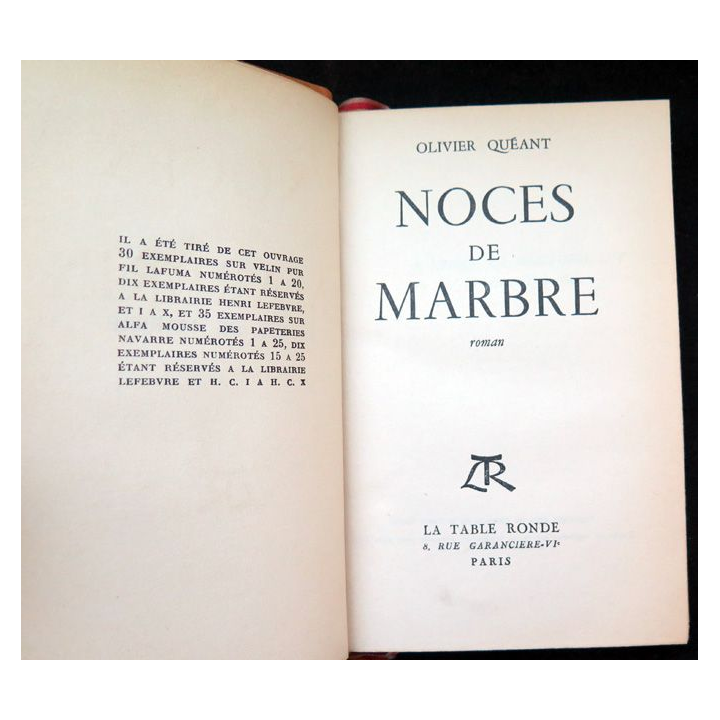 IL A ÉTÉ TIRÉ DE CET OUVRAGE
30 EXEMPLAIRES SUR VELIN PUR
FIL LAFUMA NUMÉROTÉS 1 A 20,
DIX EXEMPLAIRES ÉTANT RÉSERVÉS
A LA LIBRAIRIE HENRI LEFEBVRE,
ET I A X, ET 35 EXEMPLAIRES SUR
ALFA MOUSSE DES PAPETERIES
NAVARRE NUMÉROTÉS 1 A 25, DIX
EXEMPLAIRES NUMÉROTÉS 15 A 25
ÉTANT RÉSERVÉS A LA LIBRAIRIE
LEFEBVRE ET H. C. I A H. C. X
OLIVIER QUÉANT
NOCES
DE
MARBRE
roman
LTR
LA TABLE RONDE
8, RUE GARANCIERE-VIᵉ
PARIS